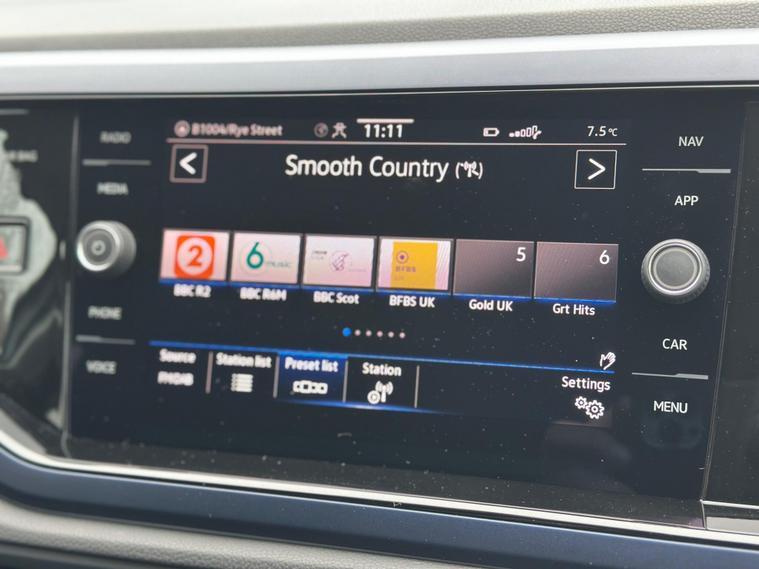 RADIO
MEDIA
PHONE
VOICE
B1004/Rye Street
11:11
7.5°C
Smooth Country
2
6 music
5
6
BBC R2
BBC R6M
BBC Scot
BFBS
BFBS UK
Gold UK
Grt Hits
Source
FM/DAB
Station list
Preset list
Station
Settings
NAV
APP
CAR
MENU